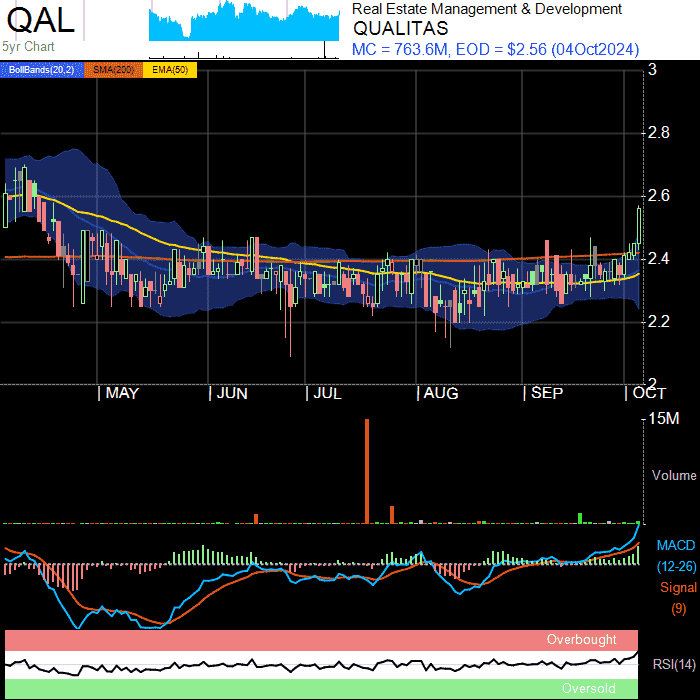 QAL
5yr Chart
Real Estate Management & Development
QUALITAS
MC = 763.6M, EOD = $2.56 (04Oct2024)
BollBands(20,2) SMA(200) EMA(50)
3
2.8
2.6
2.4
2.2
2
| MAY | JUN | JUL | AUG | SEP | OCT
15M
Volume
MACD
(12-26)
Signal
(9)
Overbought
RSI(14)
Oversold